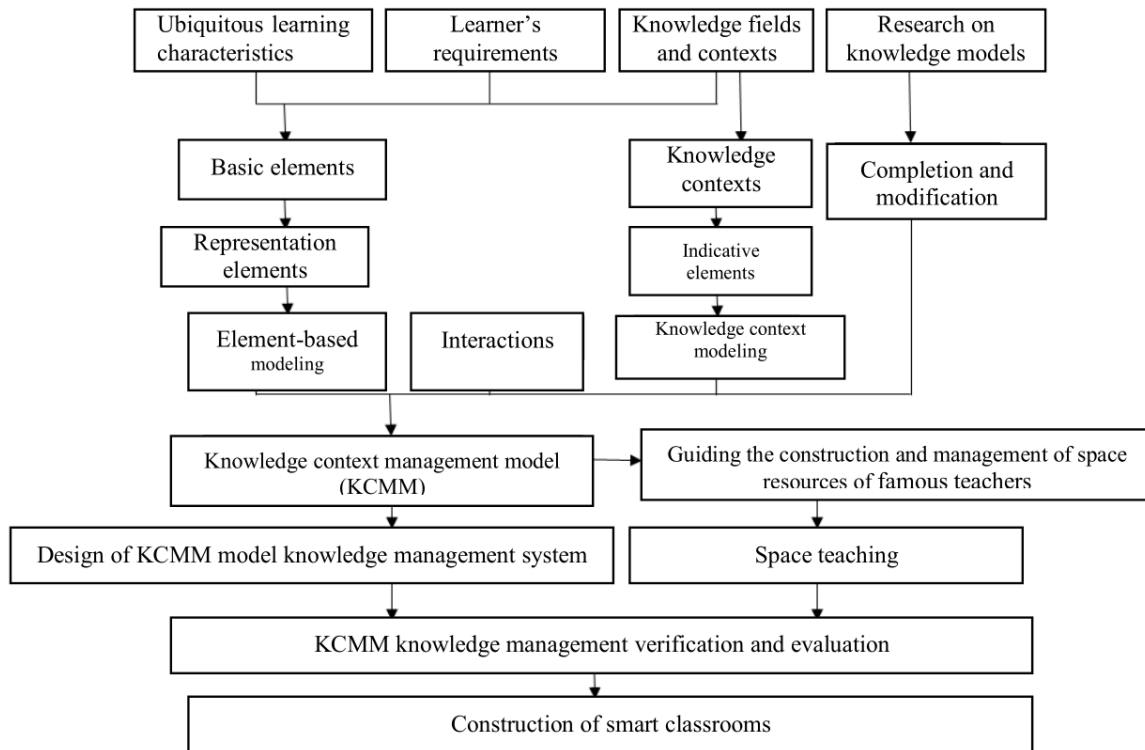 Ubiquitous learning
characteristics
Learner's
requirements
Knowledge fields
and contexts
Research on
knowledge models
Basic elements
Knowledge
contexts
Completion and
modification
Representation
elements
Indicative
elements
Element-based
modeling
Interactions
Knowledge context
modeling
Knowledge context management model
(KCMM)
Guiding the construction and management of space
resources of famous teachers
Design of KCMM model knowledge management system
Space teaching
KCMM knowledge management verification and evaluation
Construction of smart classrooms